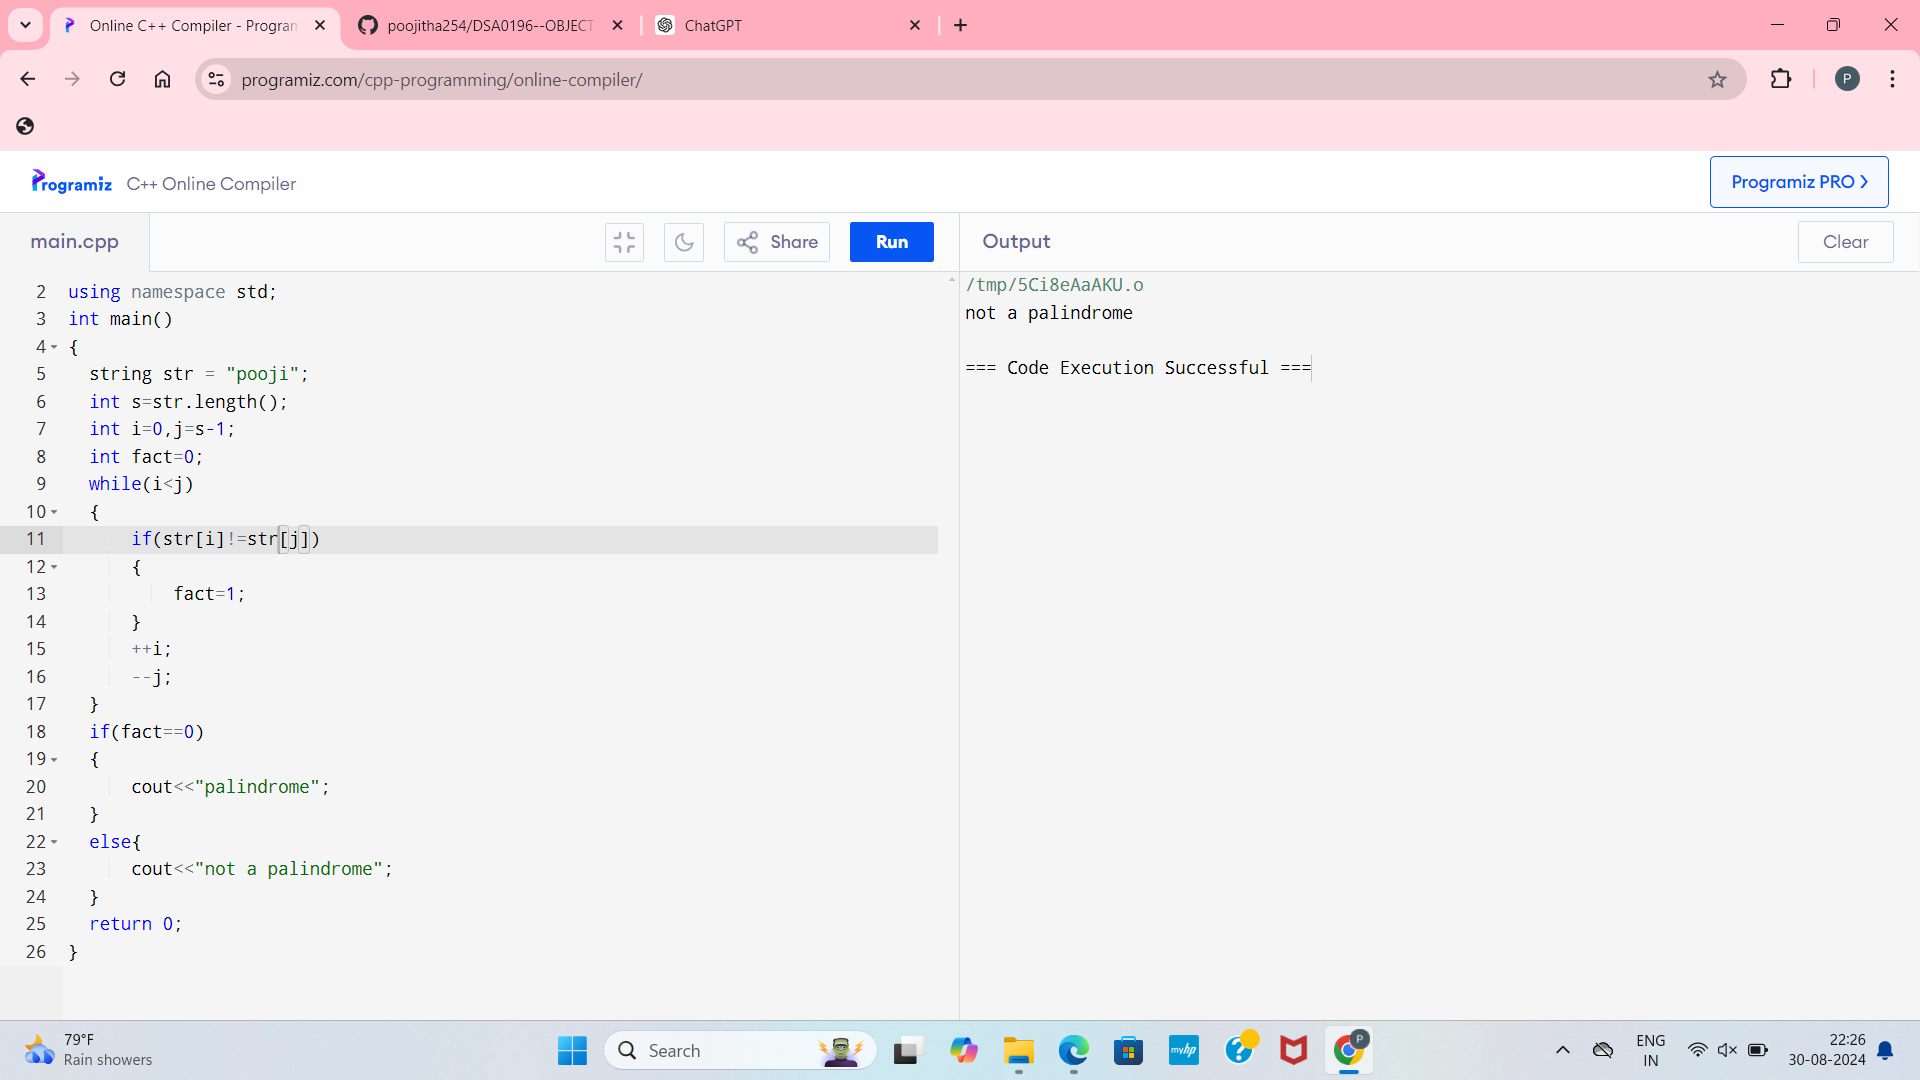 Online C++ Compiler - Program
poojitha254/DSA0196--OBJECT
ChatGPT
programiz.com/cpp-programming/online-compiler/
P
Programiz C++ Online Compiler
Programiz PRO
main.cpp
Share
Run
Output
Clear
2 using namespace std;
3 int main()
4 {
5 string str = "pooji";
6 int s=str.length();
7 int i=0,j=s-1;
8 int fact=0;
9 while(i<j)
10 {
11 if(str[i]!=str[j])
12 {
13 fact=1;
14 }
15 ++i;
16 --j;
17 }
18 if(fact==0)
19 {
20 cout<<"palindrome";
21 }
22 else{
23 cout<<"not a palindrome";
24 }
25 return 0;
26 }
/tmp/5Ci8eAaAKU.o
not a palindrome
=== Code Execution Successful ===
79°F
Rain showers
Search
myhp
P
ENG
IN
22:26
30-08-2024